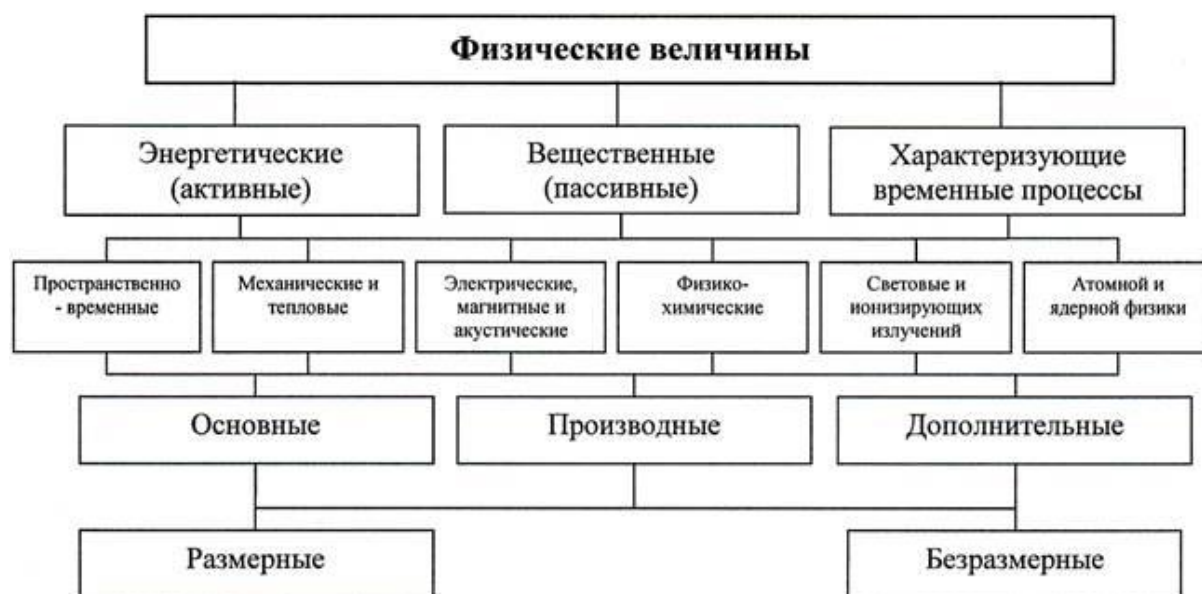 Физические величины
Энергетические
(активные)
Вещественные
(пассивные)
Характеризующие
временные процессы
Пространственно
- временные
Механические и
тепловые
Электрические,
магнитные и
акустические
Физико-
химические
Световые и
ионизирующих
излучений
Атомной и
ядерной физики
Основные
Производные
Дополнительные
Размерные
Безразмерные